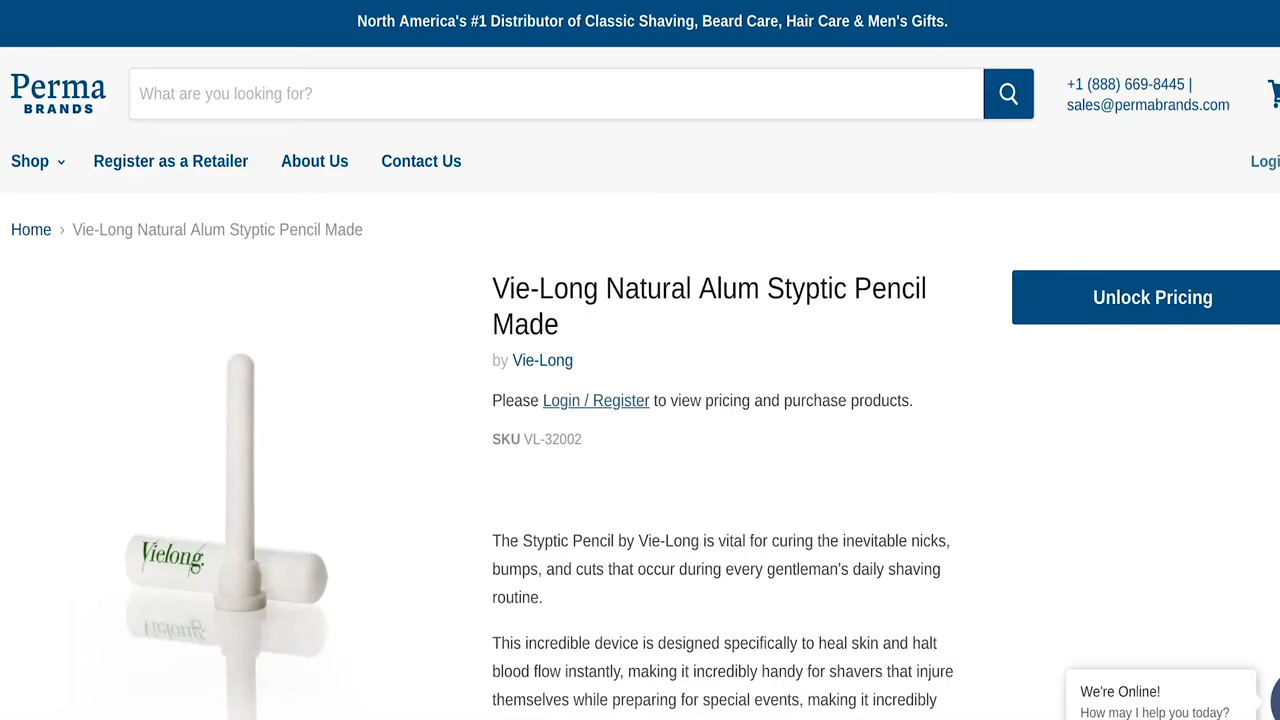 North America's #1 Distributor of Classic Shaving, Beard Care, Hair Care & Men's Gifts.
Perma
BRANDS
What are you looking for?
+1 (888) 669-8445 |
sales@permabrands.com
Shop
Register as a Retailer
About Us
Contact Us
Logi
Home › Vie-Long Natural Alum Styptic Pencil Made
Vie-Long Natural Alum Styptic Pencil
Made
by Vie-Long
Please Login / Register to view pricing and purchase products.
SKU VL-32002
Unlock Pricing
Vielong.
The Styptic Pencil by Vie-Long is vital for curing the inevitable nicks,
bumps, and cuts that occur during every gentleman's daily shaving
routine.
This incredible device is designed specifically to heal skin and halt
blood flow instantly, making it incredibly handy for shavers that injure
themselves while preparing for special events, making it incredibly
We're Online!
How may I help you today?